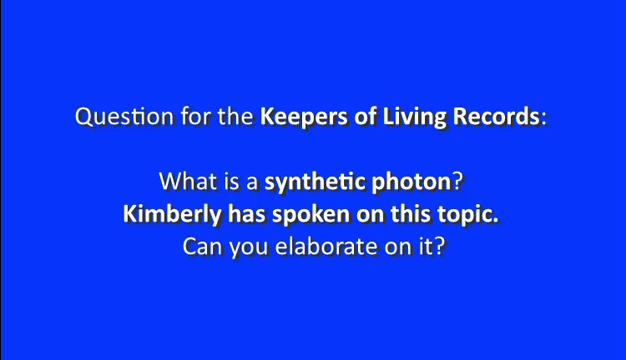 Question for the Keepers of Living Records:
What is a synthetic photon?
Kimberly has spoken on this topic.
Can you elaborate on it?